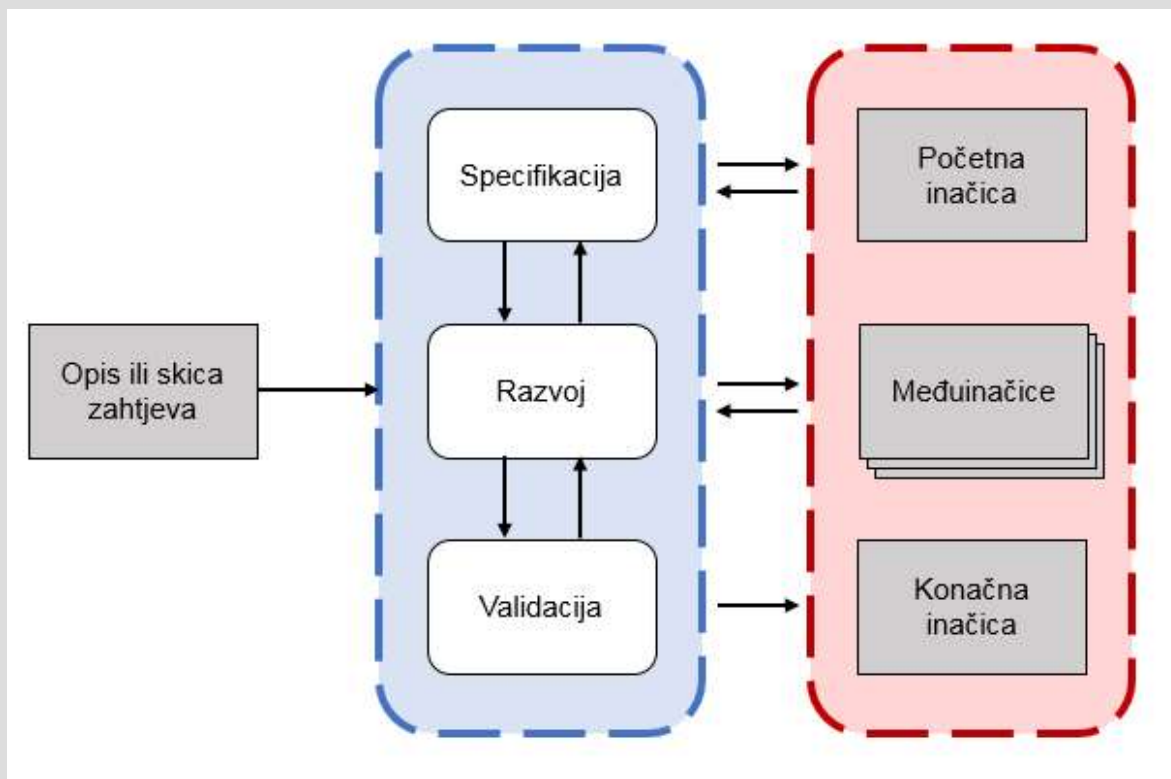 Opis ili skica
zahtjeva
Specifikacija
Razvoj
Validacija
Početna
inačica
Međuinačice
Konačna
inačica